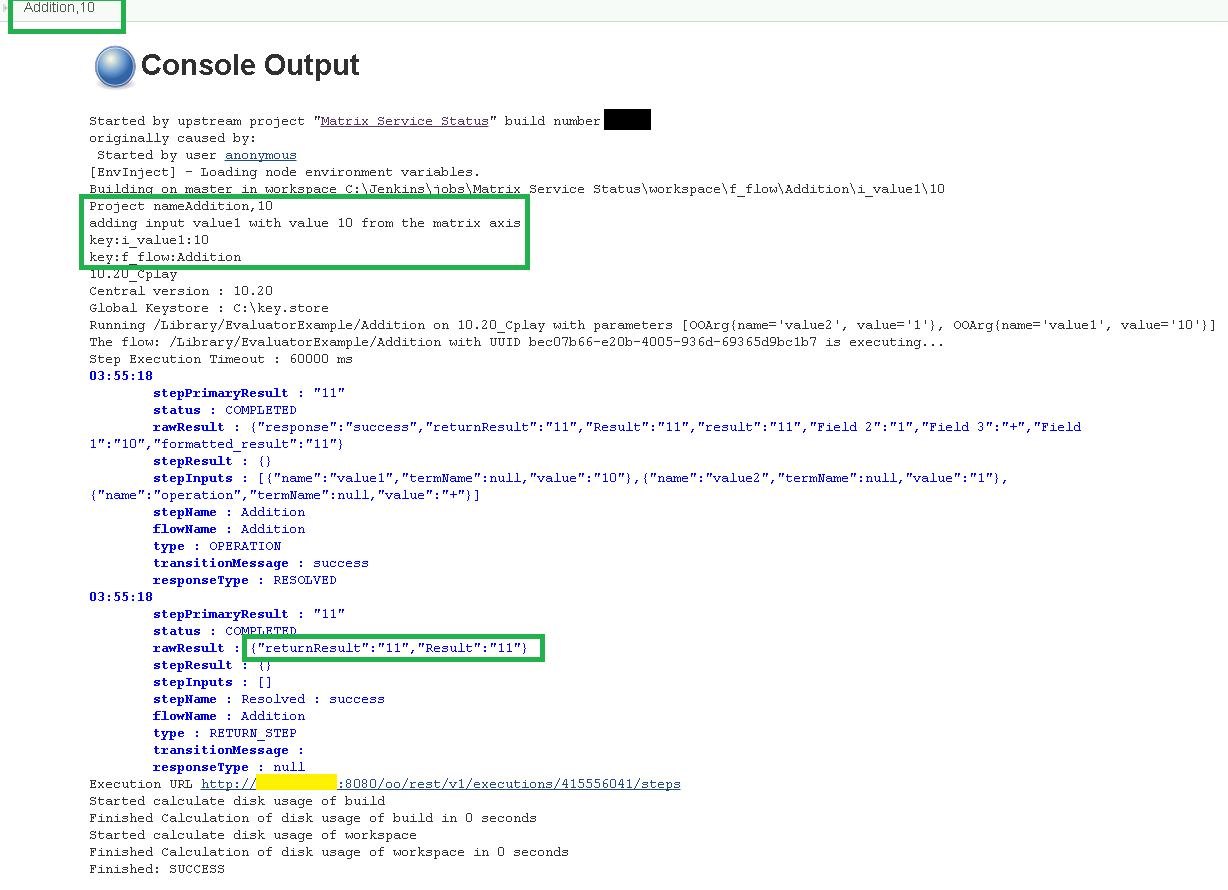 Addition,10
Console Output
Started by upstream project "Matrix Service Status" build number
originally caused by:
Started by user anonymous
[EnvInject] - Loading node environment variables.
Building on master in workspace C:\Jenkins\jobs\Matrix Service Status\workspace\f_flow\Addition\i_value1\10
Project nameAddition,10
adding input value1 with value 10 from the matrix axis
key:i_value1:10
key:f_flow:Addition
10.20_Cplay
Central version : 10.20
Global Keystore : C:\key.store
Running /Library/EvaluatorExample/Addition on 10.20_Cplay with parameters [OOArg{name='value2', value='1'}, OOArg{name='value1', value='10'}]
The flow: /Library/EvaluatorExample/Addition with UUID bec07b66-e20b-4005-936d-69365d9bc1b7 is executing...
Step Execution Timeout : 60000 ms
03:55:18
stepPrimaryResult : "11"
status : COMPLETED
rawResult : {"response":"success","returnResult":"11","Result":"11","result":"11","Field 2":"1","Field 3":"+","Field
1":"10","formatted_result":"11"}
stepResult : {}
stepInputs : [{"name":"value1","termName":null,"value":"10"},{"name":"value2","termName":null,"value":"1"},
{"name":"operation","termName":null,"value":"+"}]
stepName : Addition
flowName : Addition
type : OPERATION
transitionMessage : success
responseType : RESOLVED
03:55:18
stepPrimaryResult : "11"
status : COMPLETED
rawResult : {"returnResult":"11","Result":"11"}
stepResult : {}
stepInputs : []
stepName : Resolved : success
flowName : Addition
type : RETURN_STEP
transitionMessage :
responseType : null
Execution URL http:// :8080/oo/rest/v1/executions/415556041/steps
Started calculate disk usage of build
Finished Calculation of disk usage of build in 0 seconds
Started calculate disk usage of workspace
Finished Calculation of disk usage of workspace in 0 seconds
Finished: SUCCESS